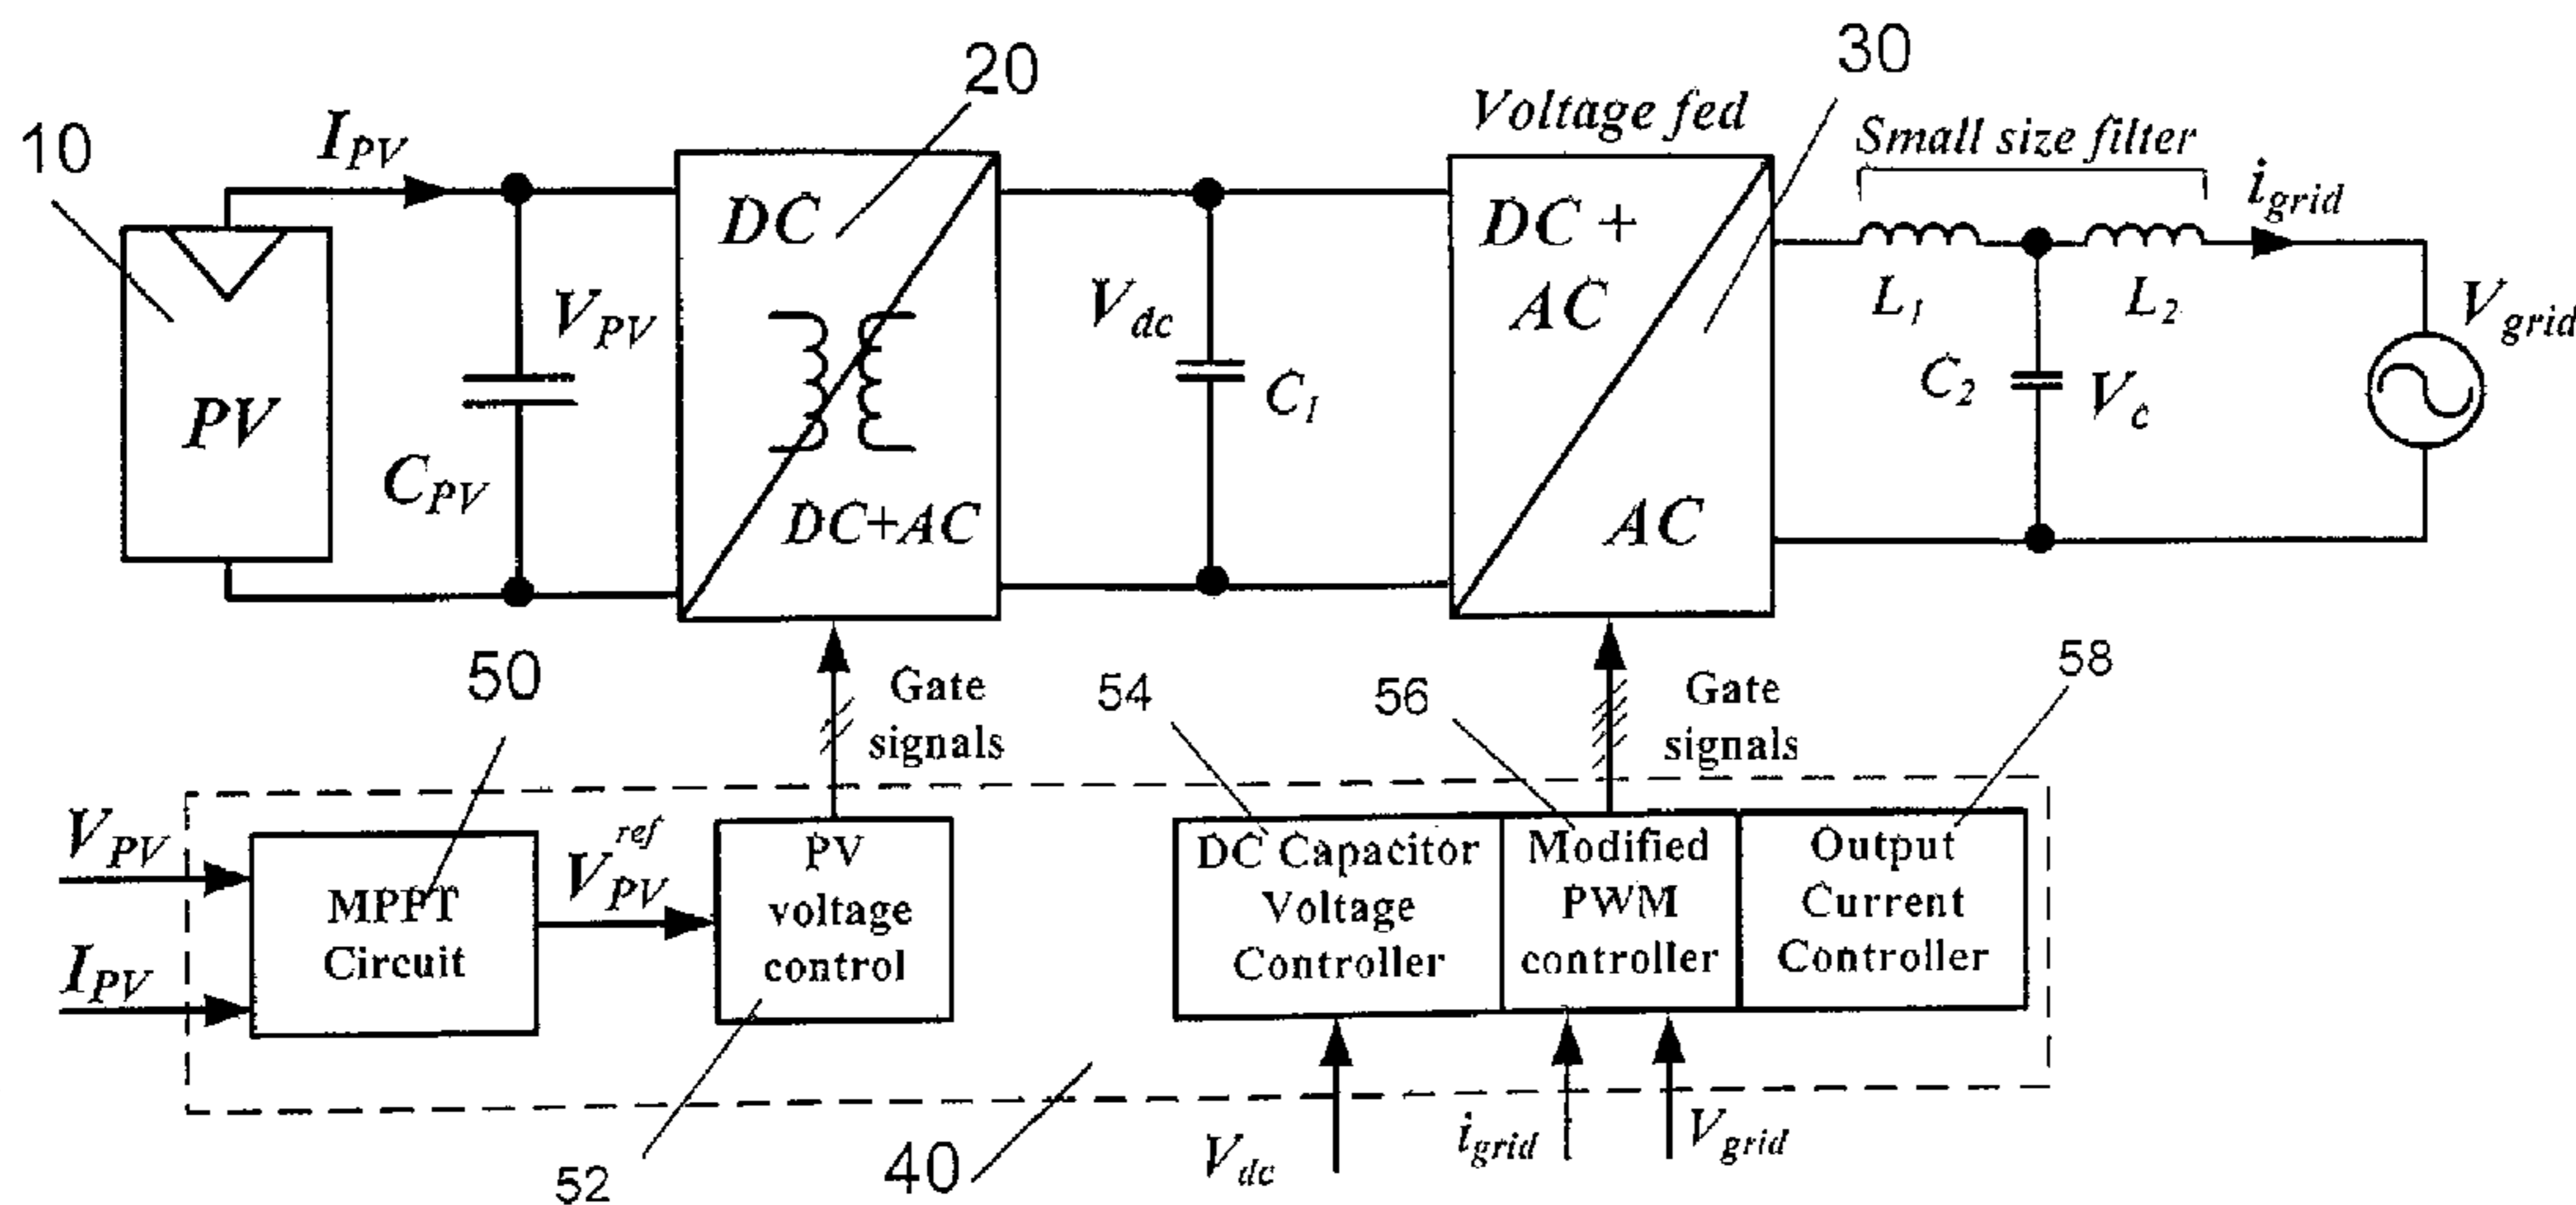 10
I_PV
PV
V_PV
C_PV
20
DC
DC+AC
V_dc
C_1
Voltage fed
30
DC +
AC
AC
Small size filter
L_1
L_2
i_grid
C_2
V_c
V_grid
50
Gate
signals
54
56
Gate
signals
58
V_PV
I_PV
MPPT
Circuit
V_PV^ref
PV
voltage
control
52
DC Capacitor
Voltage
Controller
Modified
PWM
controller
Output
Current
Controller
40
V_dc
i_grid
V_grid